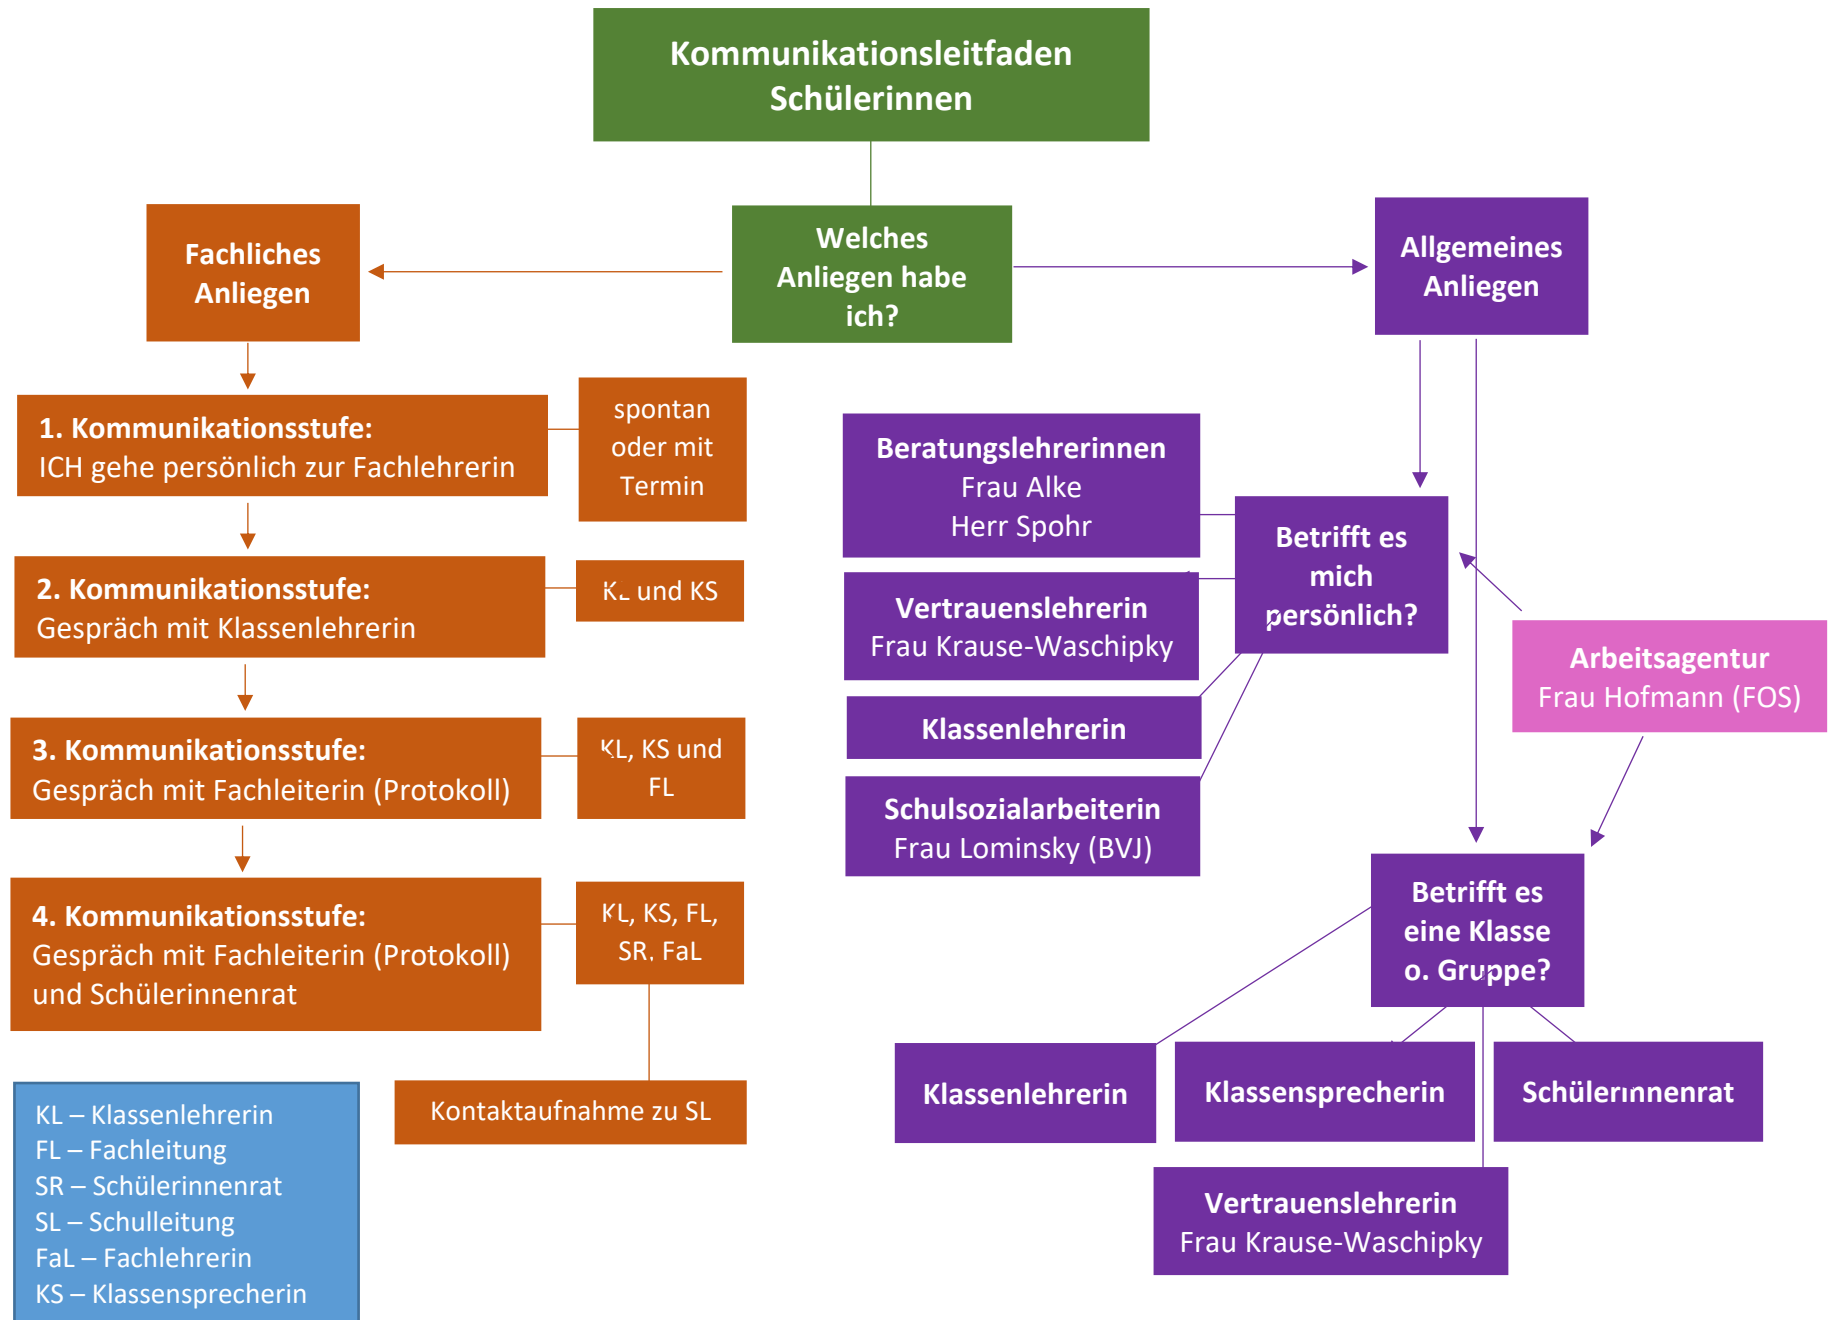 Kommunikationsleitfaden
Schülerinnen
Welches
Anliegen habe
ich?
Fachliches
Anliegen
1. Kommunikationsstufe:
ICH gehe persönlich zur Fachlehrerin
spontan
oder mit
Termin
2. Kommunikationsstufe:
Gespräch mit Klassenlehrerin
KL und KS
3. Kommunikationsstufe:
Gespräch mit Fachleiterin (Protokoll)
KL, KS und
FL
4. Kommunikationsstufe:
Gespräch mit Fachleiterin (Protokoll)
und Schülerinnenrat
KL, KS, FL,
SR, FaL
Kontaktaufnahme zu SL
KL – Klassenlehrerin
FL – Fachleitung
SR – Schülerinnenrat
SL – Schulleitung
FaL – Fachlehrerin
KS – Klassensprecherin
Allgemeines
Anliegen
Betrifft es
mich
persönlich?
Beratungslehrerinnen
Frau Alke
Herr Spohr
Vertrauenslehrerin
Frau Krause-Waschipky
Klassenlehrerin
Schulsozialarbeiterin
Frau Lominsky (BVJ)
Arbeitsagentur
Frau Hofmann (FOS)
Betrifft es
eine Klasse
o. Gruppe?
Klassenlehrerin
Klassensprecherin
Schülerinnenrat
Vertrauenslehrerin
Frau Krause-Waschipky